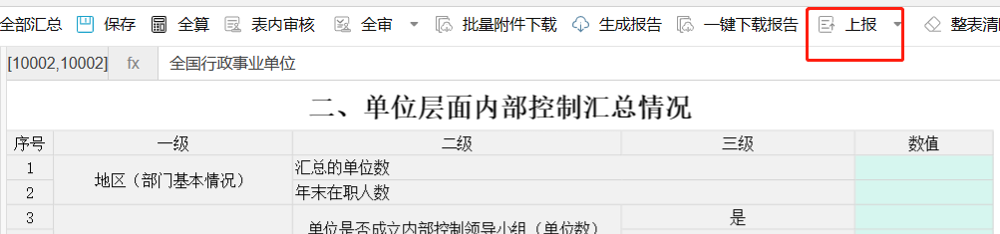 全部汇总 保存 全算 表内审核 全审 批量附件下载 生成报告 一键下载报告 上报 整表清
[10002,10002] fx 全国行政事业单位
二、单位层面内部控制汇总情况
序号 一级 二级 三级 数值
1 地区（部门基本情况） 汇总的单位数
2 年末在职人数
3 单位是否成立内部控制领导小组（单位数） 是